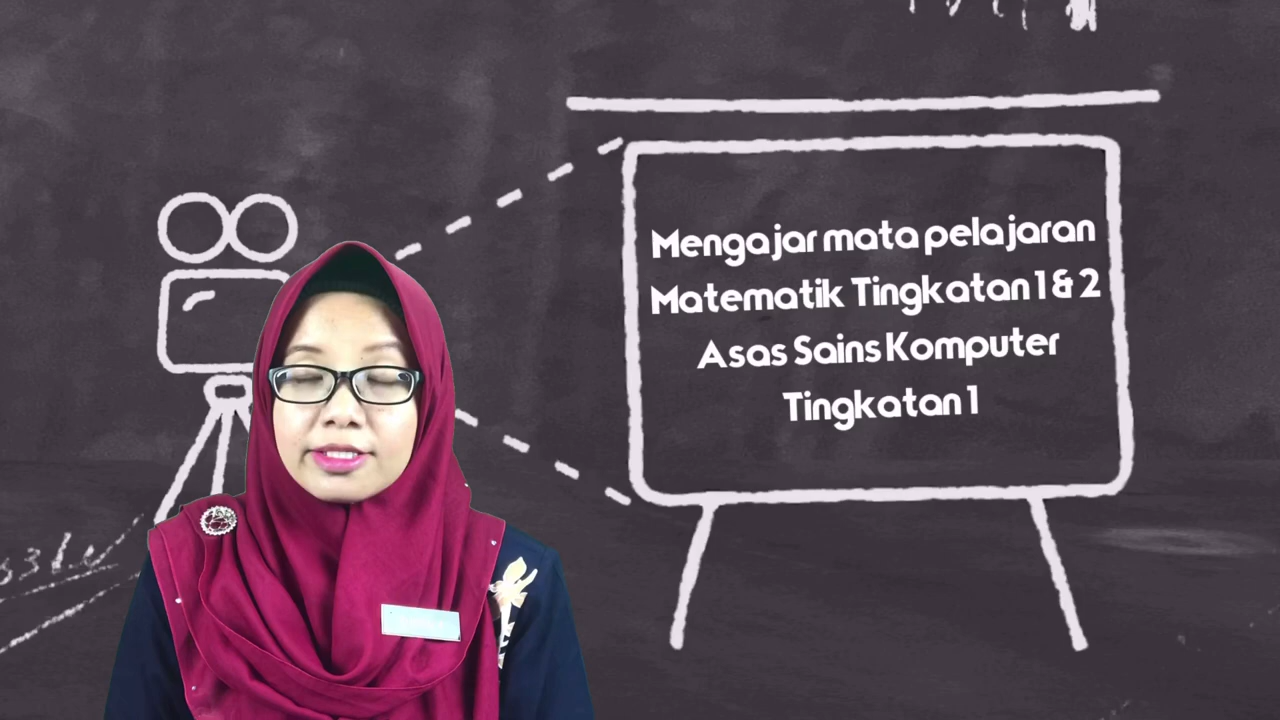 Mengajar mata pelajaran
Matematik Tingkatan 1 & 2
Asas Sains Komputer
Tingkatan 1